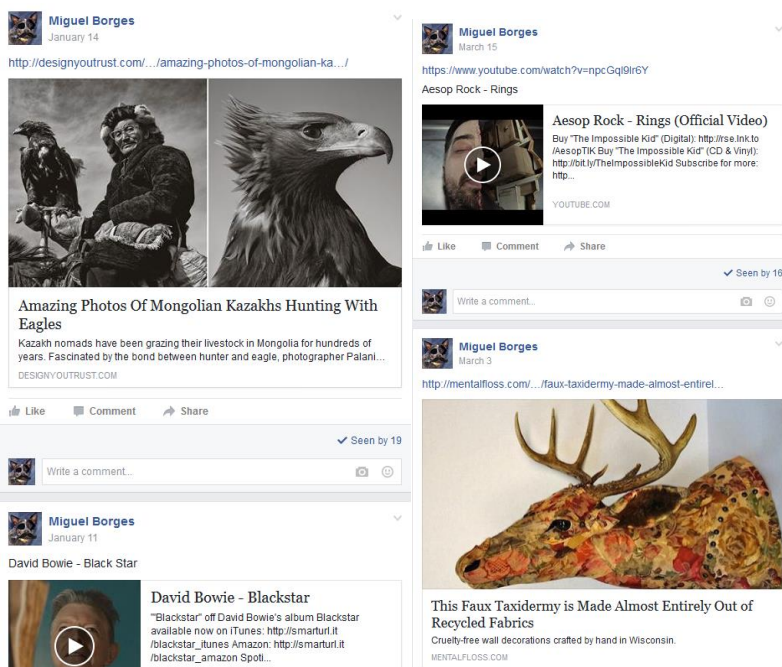 Miguel Borges
January 14
http://designyoutrust.com/.../amazing-photos-of-mongolian-ka.../
Amazing Photos Of Mongolian Kazakhs Hunting With
Eagles
Kazakh nomads have been grazing their livestock in Mongolia for hundreds of
years. Fascinated by the bond between hunter and eagle, photographer Palani...
DESIGNYOUTRUST.COM
Like Comment Share
Seen by 19
Write a comment...
Miguel Borges
January 11
David Bowie - Black Star
David Bowie - Blackstar
"'Blackstar" off David Bowie's album Blackstar
available now on iTunes: http://smarturl.it
/blackstar_itunes Amazon: http://smarturl.it
/blackstar_amazon Spoti...
Miguel Borges
March 15
https://www.youtube.com/watch?v=npcGql9lr6Y
Aesop Rock - Rings
Aesop Rock - Rings (Official Video)
Buy "The Impossible Kid" (Digital): http://rse.lnk.to
/AesopTIK Buy "The Impossible Kid" (CD & Vinyl):
http://bit.ly/TheImpossibleKid Subscribe for more:
http...
YOUTUBE.COM
Like Comment Share
Seen by 16
Write a comment...
Miguel Borges
March 3
http://mentalfloss.com/.../faux-taxidermy-made-almost-entirel...
This Faux Taxidermy is Made Almost Entirely Out of
Recycled Fabrics
Cruelty-free wall decorations crafted by hand in Wisconsin.
MENTALFLOSS.COM